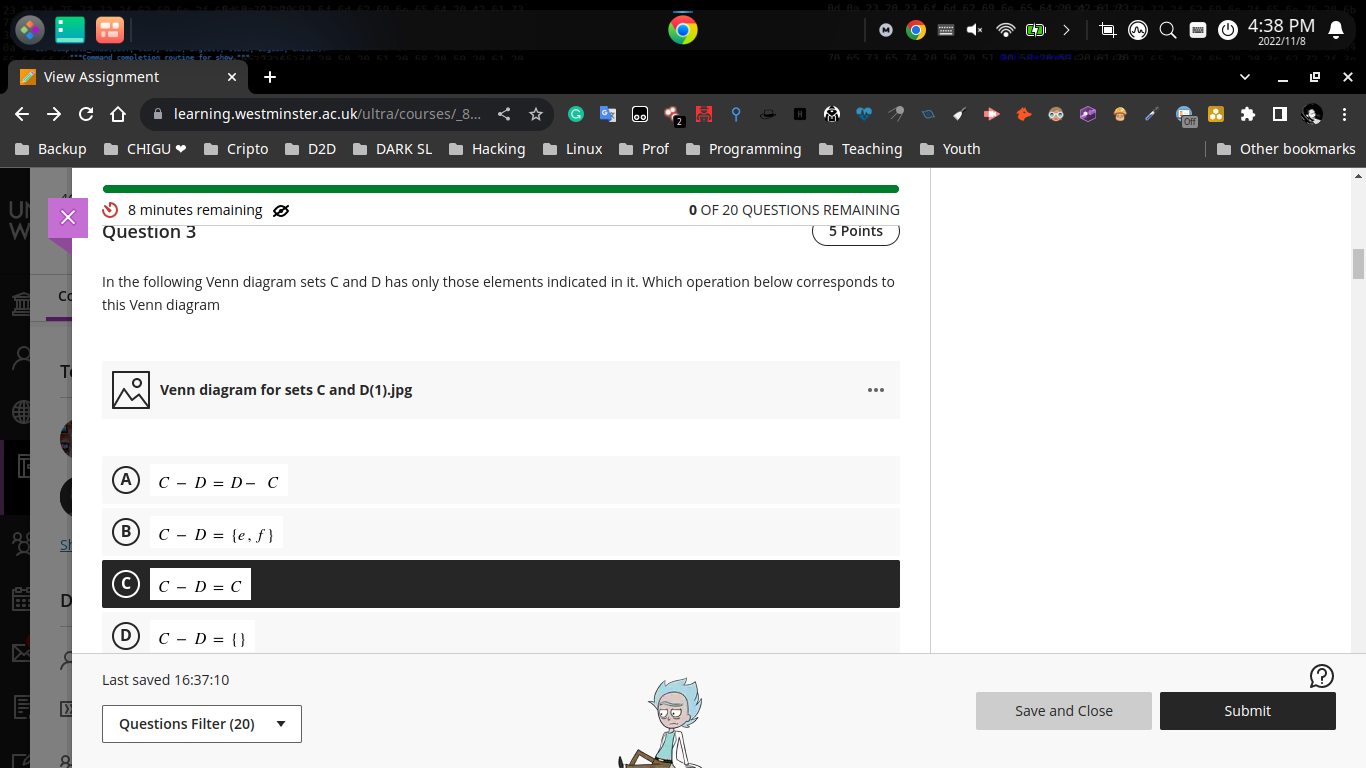 4:38 PM
2022/11/8
View Assignment
learning.westminster.ac.uk/ultra/courses/_8...
2
Off
Backup
CHIGU ❤
Cripto
D2D
DARK SL
Hacking
Linux
Prof
Programming
Teaching
Youth
Other bookmarks
8 minutes remaining
0 OF 20 QUESTIONS REMAINING
Question 3
5 Points
In the following Venn diagram sets C and D has only those elements indicated in it. Which operation below corresponds to
this Venn diagram
Venn diagram for sets C and D(1).jpg
A C − D = D − C
B C − D = {e, f}
C C − D = C
D C − D = {}
Last saved 16:37:10
Questions Filter (20)
Save and Close
Submit